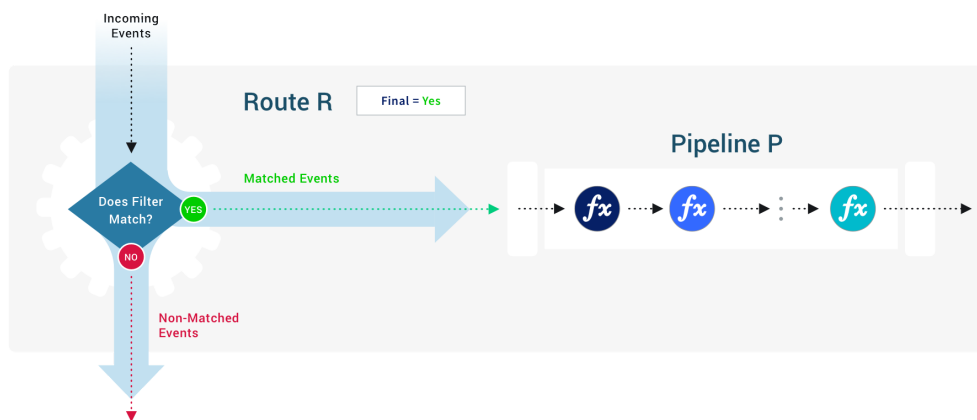 Incoming
Events
Route R
Final = Yes
Pipeline P
Matched Events
Does Filter
Match?
YES
fx
fx
fx
NO
Non-Matched
Events